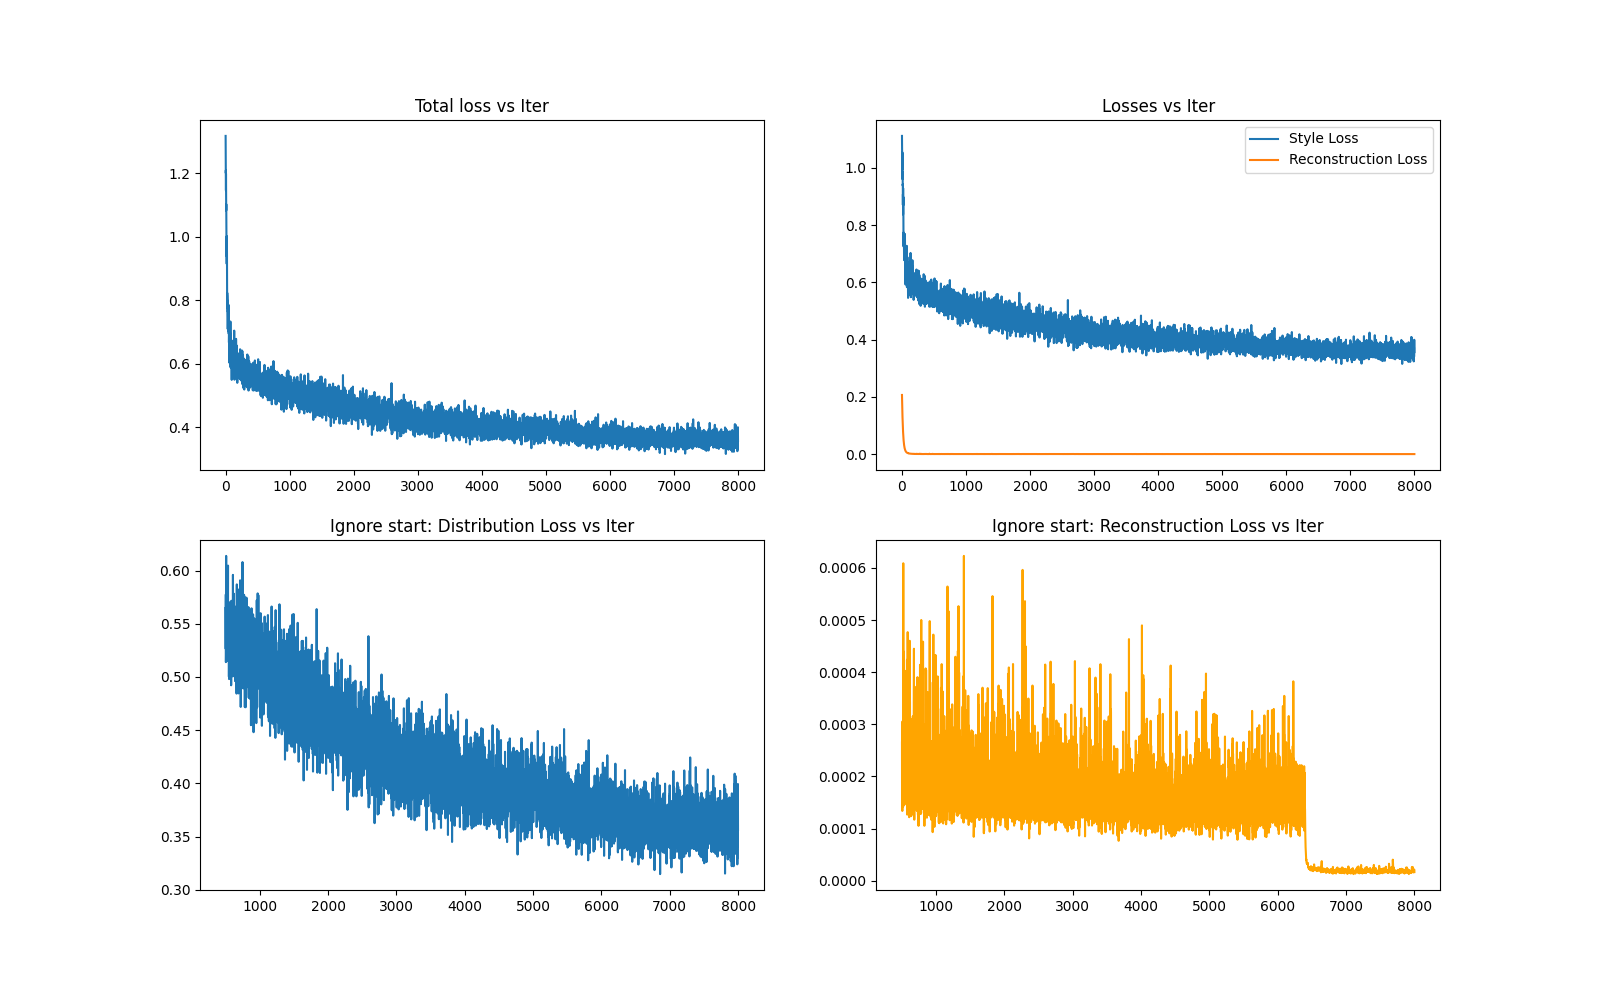 Total loss vs Iter
1.2
1.0
0.8
0.6
0.4
0 1000 2000 3000 4000 5000 6000 7000 8000
Losses vs Iter
Style Loss
Reconstruction Loss
1.0
0.8
0.6
0.4
0.2
0.0
0 1000 2000 3000 4000 5000 6000 7000 8000
Ignore start: Distribution Loss vs Iter
0.60
0.55
0.50
0.45
0.40
0.35
0.30
1000 2000 3000 4000 5000 6000 7000 8000
Ignore start: Reconstruction Loss vs Iter
0.0006
0.0005
0.0004
0.0003
0.0002
0.0001
0.0000
1000 2000 3000 4000 5000 6000 7000 8000